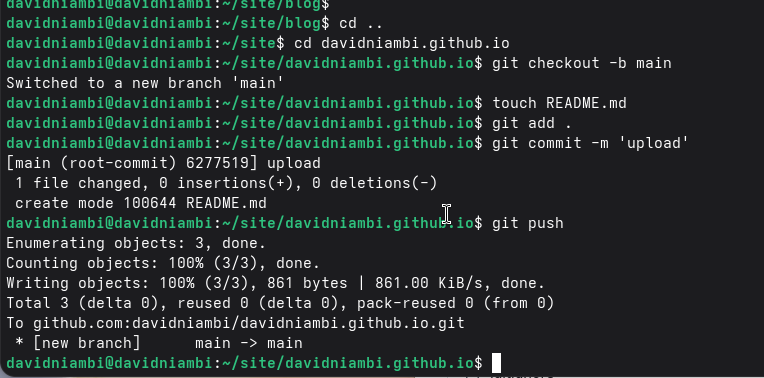 davidniambi@davidniambi:~/site/blog$
davidniambi@davidniambi:~/site/blog$ cd ..
davidniambi@davidniambi:~/site$ cd davidniambi.github.io
davidniambi@davidniambi:~/site/davidniambi.github.io$ git checkout -b main
Switched to a new branch 'main'
davidniambi@davidniambi:~/site/davidniambi.github.io$ touch README.md
davidniambi@davidniambi:~/site/davidniambi.github.io$ git add .
davidniambi@davidniambi:~/site/davidniambi.github.io$ git commit -m 'upload'
[main (root-commit) 6277519] upload
 1 file changed, 0 insertions(+), 0 deletions(-)
 create mode 100644 README.md
davidniambi@davidniambi:~/site/davidniambi.github.io$ git push
Enumerating objects: 3, done.
Counting objects: 100% (3/3), done.
Writing objects: 100% (3/3), 861 bytes | 861.00 KiB/s, done.
Total 3 (delta 0), reused 0 (delta 0), pack-reused 0 (from 0)
To github.com:davidniambi/davidniambi.github.io.git
 * [new branch]      main -> main
davidniambi@davidniambi:~/site/davidniambi.github.io$